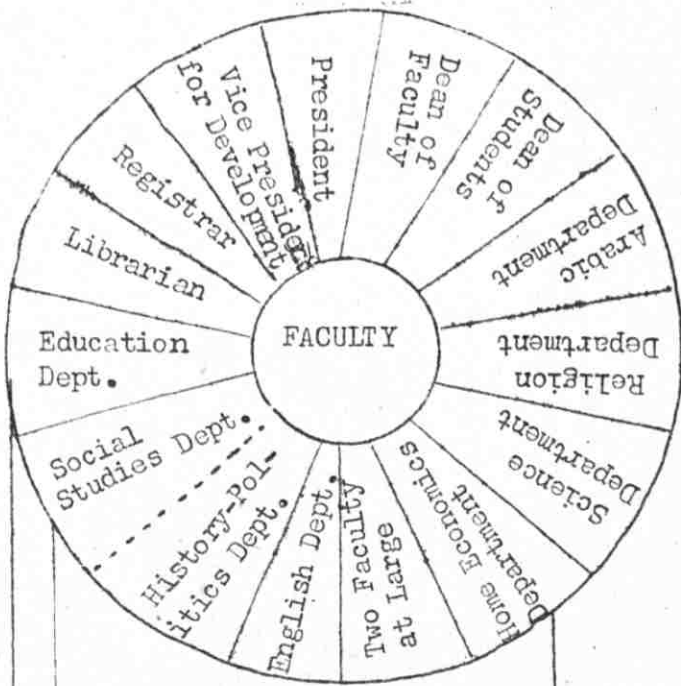 FACULTY
President
Dean of
Faculty
Dean of
Students
Arabic
Department
Religion
Department
Science
Department
Home Economics
Department
Two Faculty
at Large
English Dept.
History-Pol-
itics Dept.
Social
Studies Dept.
Education
Dept.
Librarian
Registrar
Vice President
for Development